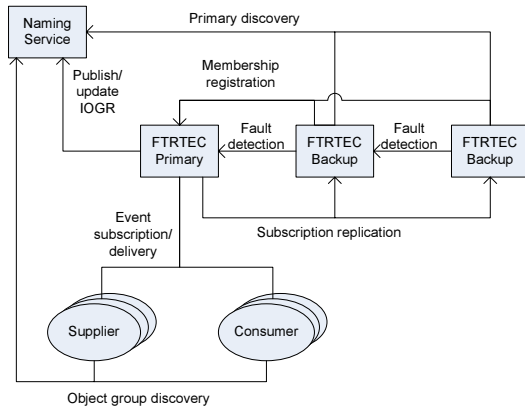 Naming
Service
Primary discovery
Publish/
update
IOGR
Membership
registration
FTRTEC
Primary
Fault
detection
FTRTEC
Backup
Fault
detection
FTRTEC
Backup
Event
subscription/
delivery
Subscription replication
Supplier
Consumer
Object group discovery